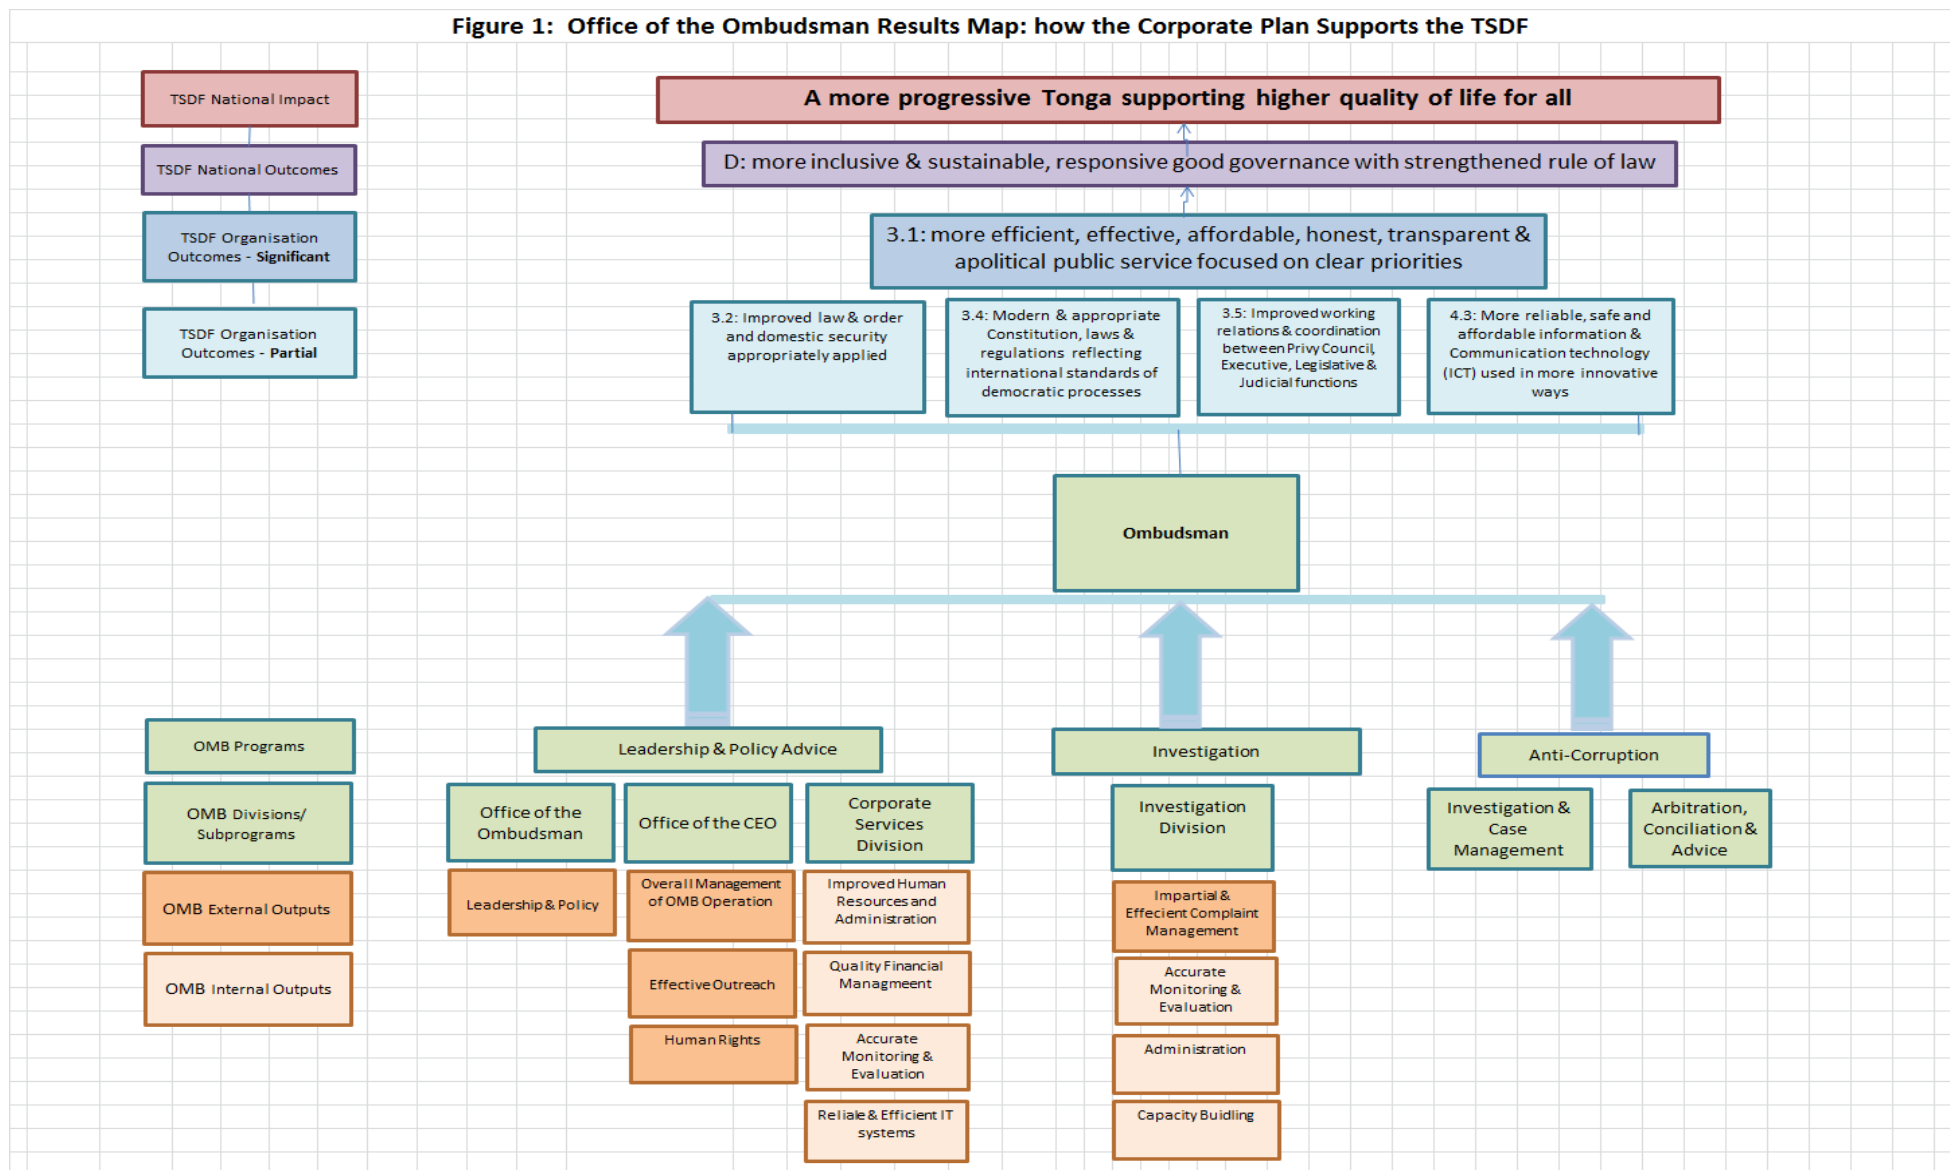 Figure 1: Office of the Ombudsman Results Map: how the Corporate Plan Supports the TSDF
TSDF National Impact
A more progressive Tonga supporting higher quality of life for all
TSDF National Outcomes
D: more inclusive & sustainable, responsive good governance with strengthened rule of law
TSDF Organisation
Outcomes - Significant
3.1: more efficient, effective, affordable, honest, transparent &
apolitical public service focused on clear priorities
TSDF Organisation
Outcomes - Partial
3.2: Improved law & order
and domestic security
appropriately applied
3.4: Modern & appropriate
Constitution, laws &
regulations reflecting
international standards of
democratic processes
3.5: Improved working
relations & coordination
between Privy Council,
Executive, Legislative &
Judicial functions
4.3: More reliable, safe and
affordable information &
Communication technology
(ICT) used in more innovative
ways
Ombudsman
OMB Programs
Leadership & Policy Advice
Investigation
Anti-Corruption
OMB Divisions/
Subprograms
Office of the
Ombudsman
Office of the CEO
Corporate
Services
Division
Investigation
Division
Investigation &
Case
Management
Arbitration,
Conciliation &
Advice
OMB External Outputs
Leadership & Policy
Overall Management
of OMB Operation
Improved Human
Resources and
Administration
Impartial &
Effecient Complaint
Management
OMB Internal Outputs
Effective Outreach
Quality Financial
Managmeent
Accurate
Monitoring &
Evaluation
Human Rights
Accurate
Monitoring &
Evaluation
Administration
Reliale & Efficient IT
systems
Capacity Buidling